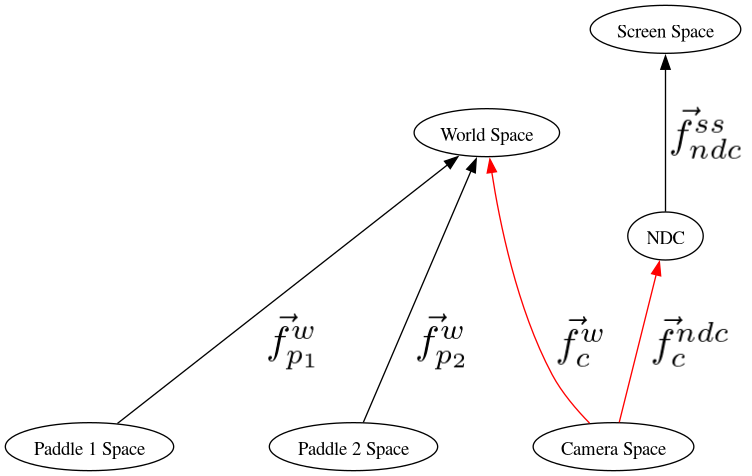 Screen Space
World Space
$\vec{f}_{ndc}^{ss}$
NDC
$\vec{f}_{p_1}^{w}$
$\vec{f}_{p_2}^{w}$
$\vec{f}_{c}^{w}$
$\vec{f}_{c}^{ndc}$
Paddle 1 Space
Paddle 2 Space
Camera Space